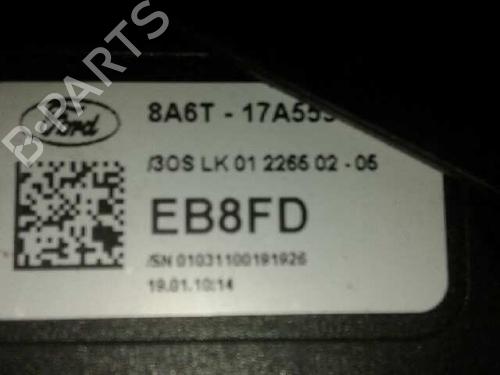 Ford
8A6T - 17A553
/3OS LK 01 2265 02 - 05
EB8FD
/SN 01031100191926
19.01.10:14
B-PARTS